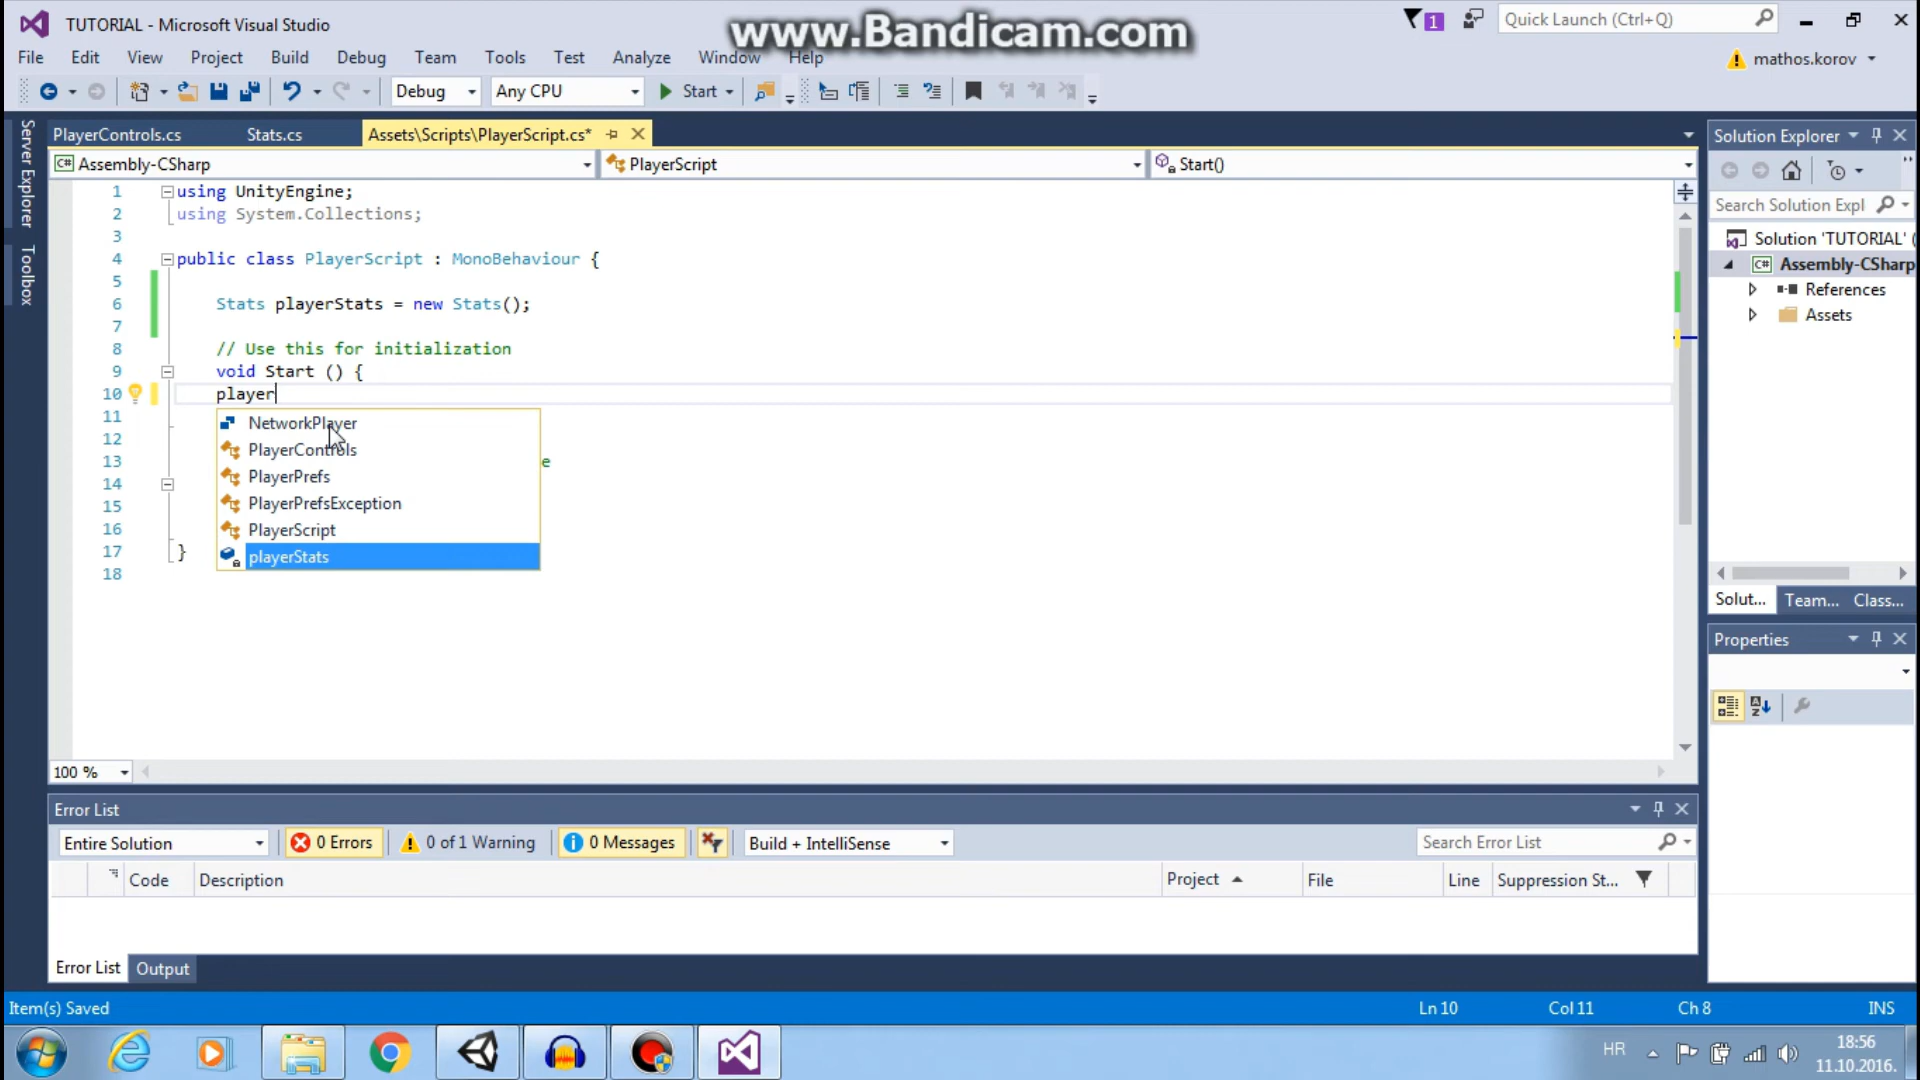 TUTORIAL - Microsoft Visual Studio
www.Bandicam.com
1
Quick Launch (Ctrl+Q)
File Edit View Project Build Debug Team Tools Test Analyze Window Help
mathos.korov
Debug Any CPU Start
PlayerControls.cs Stats.cs Assets\Scripts\PlayerScript.cs*
Assembly-CSharp PlayerScript Start()
Server Explorer
Toolbox
1 using UnityEngine;
2 using System.Collections;
3
4 public class PlayerScript : MonoBehaviour {
5
6 Stats playerStats = new Stats();
7
8 // Use this for initialization
9 void Start () {
10 player
11
12
13 e
14
15
16
17 }
18
NetworkPlayer
PlayerControls
PlayerPrefs
PlayerPrefsException
PlayerScript
playerStats
100 %
Solution Explorer
Search Solution Expl
Solution 'TUTORIAL' (
Assembly-CSharp
References
Assets
Solut... Team... Class...
Properties
Error List
Entire Solution 0 Errors 0 of 1 Warning 0 Messages Build + IntelliSense Search Error List
Code Description Project File Line Suppression St...
Error List Output
Item(s) Saved Ln 10 Col 11 Ch 8 INS
HR 18:56
11.10.2016.